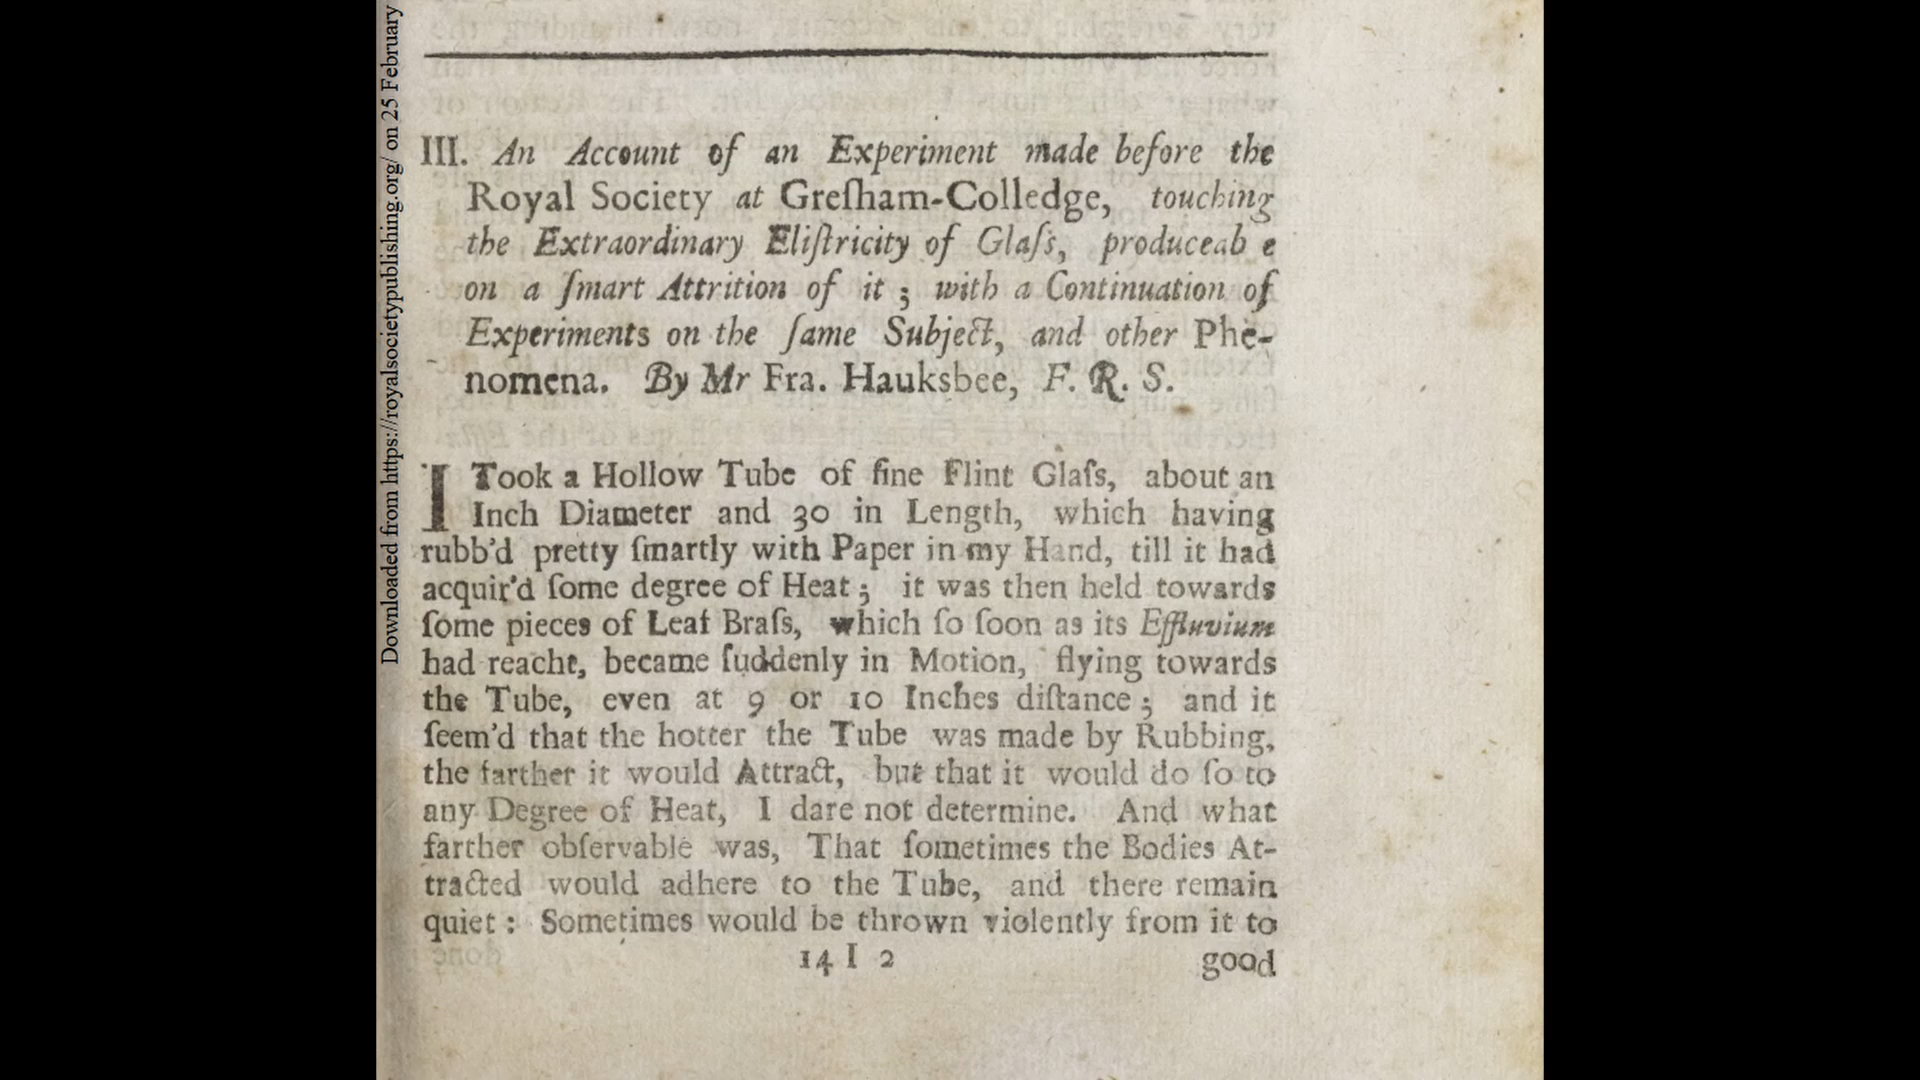 Downloaded from https://royalsocietypublishing.org/ on 25 February
III. An Account of an Experiment made before the
Royal Society at Greſham-Colledge, touching
the Extraordinary Eliſtricity of Glaſs, produceab e
on a ſmart Attrition of it; with a Continuation of
Experiments on the ſame Subject, and other Phe-
nomena. By Mr Fra. Hauksbee, F. R. S.
I Took a Hollow Tube of fine Flint Glaſs, about an
Inch Diameter and 30 in Length, which having
rubb'd pretty ſmartly with Paper in my Hand, till it had
acquir'd ſome degree of Heat; it was then held towards
ſome pieces of Leaf Braſs, which ſo ſoon as its Effluvium
had reacht, became ſuddenly in Motion, flying towards
the Tube, even at 9 or 10 Inches diſtance; and it
ſeem'd that the hotter the Tube was made by Rubbing,
the farther it would Attract, but that it would do ſo to
any Degree of Heat, I dare not determine. And what
farther obſervable was, That ſometimes the Bodies At-
tracted would adhere to the Tube, and there remain
quiet: Sometimes would be thrown violently from it to
14 I 2
good